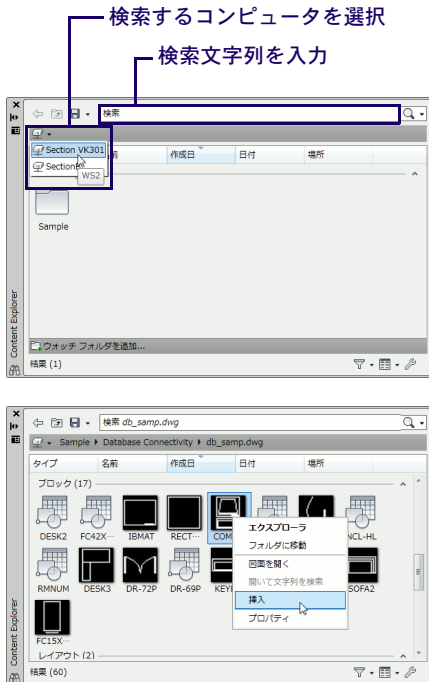 検索するコンピュータを選択
検索文字列を入力
検索
Section VK301
Section
WS2
前
作成日
日付
場所
Sample
ウォッチ フォルダを追加...
結果 (1)
Content Explorer
検索 db_samp.dwg
Sample
Database Connectivity
db_samp.dwg
タイプ
名前
作成日
日付
場所
ブロック (17)
DESK2
FC42X…
IBMAT
RECT…
COM
NCL-HL
RMNUM
DESK3
DR-72P
DR-69P
KEY
SOFA2
FC15X…
エクスプローラ
フォルダに移動
図面を開く
開いて文字列を検索
挿入
プロパティ
レイアウト (2)
結果 (60)
Content Explorer